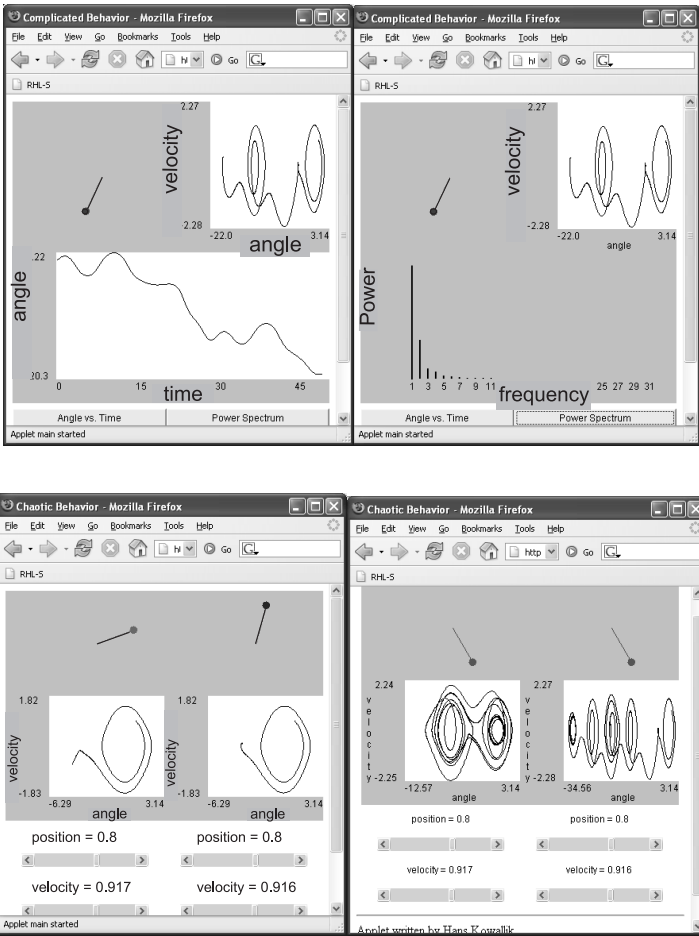 Complicated Behavior - Mozilla Firefox
File Edit View Go Bookmarks Tools Help
Go G
RHL-S
2.27
velocity
-2.28
-22.0 3.14
angle
.22
angle
20.3
0 15 30 45
time
Angle vs. Time Power Spectrum
Applet main started
Complicated Behavior - Mozilla Firefox
File Edit View Go Bookmarks Tools Help
Go G
RHL-S
2.27
velocity
-2.28
-22.0 3.14
angle
Power
1 3 5 7 9 11 25 27 29 31
frequency
Angle vs. Time Power Spectrum
Applet main started
Chaotic Behavior - Mozilla Firefox
File Edit View Go Bookmarks Tools Help
Go G
RHL-S
1.82 1.82
velocity velocity
-1.83 -1.83
-6.29 3.14 -6.29 3.14
angle angle
position = 0.8 position = 0.8
velocity = 0.917 velocity = 0.916
Applet main started
Chaotic Behavior - Mozilla Firefox
File Edit View Go Bookmarks Tools Help
http Go G
RHL-S
2.24 2.27
velocity velocity
-2.25 -2.28
-12.57 3.14 -34.56 3.14
angle angle
position = 0.8 position = 0.8
velocity = 0.917 velocity = 0.916
Applet written by Hans Kowallik